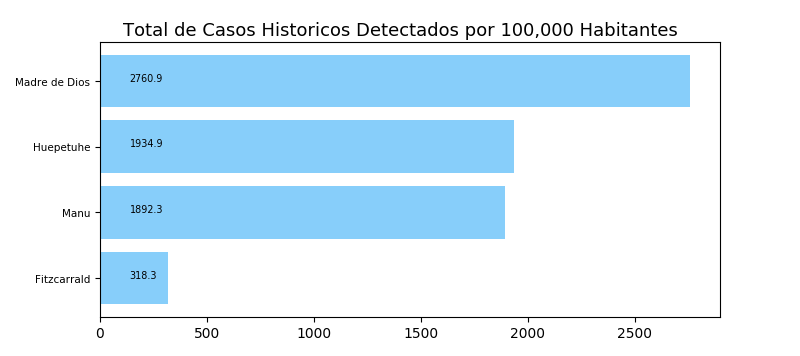 Total de Casos Historicos Detectados por 100,000 Habitantes
Madre de Dios 2760.9
Huepetuhe 1934.9
Manu 1892.3
Fitzcarrald 318.3
0 500 1000 1500 2000 2500